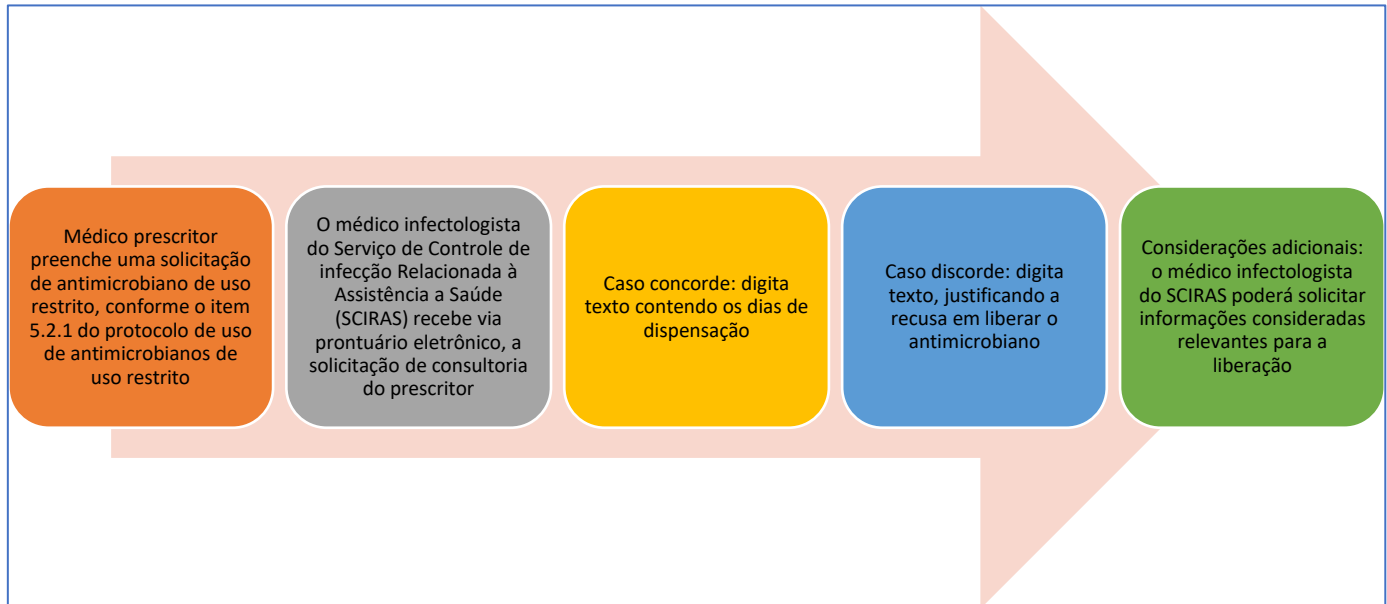 Médico prescritor
preenche uma solicitação
de antimicrobiano de uso
restrito, conforme o item
5.2.1 do protocolo de uso
de antimicrobianos de
uso restrito
O médico infectologista
do Serviço de Controle de
infecção Relacionada à
Assistência a Saúde
(SCIRAS) recebe via
prontuário eletrônico, a
solicitação de consultoria
do prescritor
Caso concorde: digita
texto contendo os dias de
dispensação
Caso discorde: digita
texto, justificando a
recusa em liberar o
antimicrobiano
Considerações adicionais:
o médico infectologista
do SCIRAS poderá solicitar
informações consideradas
relevantes para a
liberação